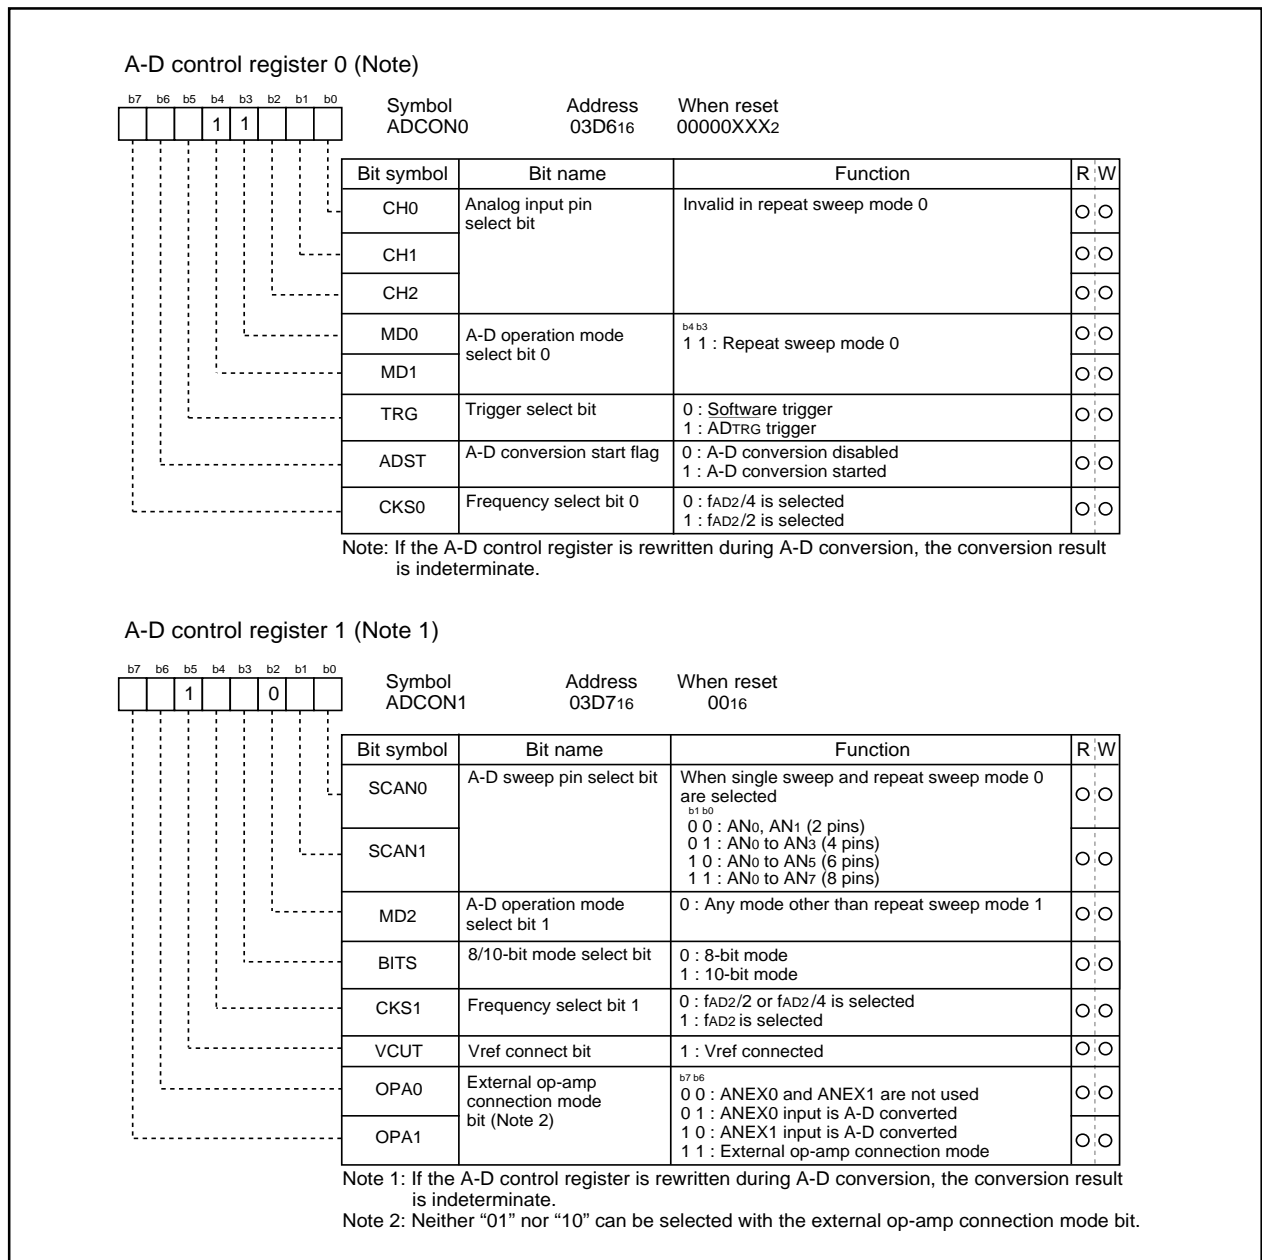 A-D control register 0 (Note)
b7 b6 b5 b4 b3 b2 b1 b0
1 1
Symbol Address When reset
ADCON0 03D616 00000XXX2
Bit symbol Bit name Function R W
CH0 Analog input pin select bit Invalid in repeat sweep mode 0
CH1
CH2
MD0 A-D operation mode select bit 0 b4 b3
1 1 : Repeat sweep mode 0
MD1
TRG Trigger select bit 0 : Software trigger
1 : ADTRG trigger
ADST A-D conversion start flag 0 : A-D conversion disabled
1 : A-D conversion started
CKS0 Frequency select bit 0 0 : fAD2/4 is selected
1 : fAD2/2 is selected
Note: If the A-D control register is rewritten during A-D conversion, the conversion result
is indeterminate.
A-D control register 1 (Note 1)
b7 b6 b5 b4 b3 b2 b1 b0
1 0
Symbol Address When reset
ADCON1 03D716 0016
Bit symbol Bit name Function R W
SCAN0 A-D sweep pin select bit When single sweep and repeat sweep mode 0
are selected
b1 b0
0 0 : AN0, AN1 (2 pins)
0 1 : AN0 to AN3 (4 pins)
SCAN1 1 0 : AN0 to AN5 (6 pins)
1 1 : AN0 to AN7 (8 pins)
MD2 A-D operation mode select bit 1 0 : Any mode other than repeat sweep mode 1
BITS 8/10-bit mode select bit 0 : 8-bit mode
1 : 10-bit mode
CKS1 Frequency select bit 1 0 : fAD2/2 or fAD2/4 is selected
1 : fAD2 is selected
VCUT Vref connect bit 1 : Vref connected
OPA0 External op-amp connection mode bit (Note 2) b7 b6
0 0 : ANEX0 and ANEX1 are not used
0 1 : ANEX0 input is A-D converted
OPA1 1 0 : ANEX1 input is A-D converted
1 1 : External op-amp connection mode
Note 1: If the A-D control register is rewritten during A-D conversion, the conversion result
is indeterminate.
Note 2: Neither “01” nor “10” can be selected with the external op-amp connection mode bit.